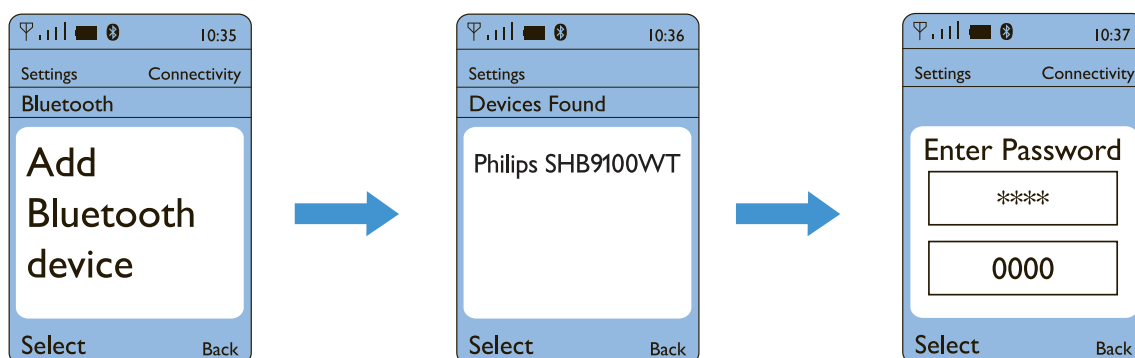 10:35
Settings Connectivity
Bluetooth
Add
Bluetooth
device
Select Back
10:36
Settings
Devices Found
Philips SHB9100WT
Select Back
10:37
Settings Connectivity
Enter Password
****
0000
Select Back